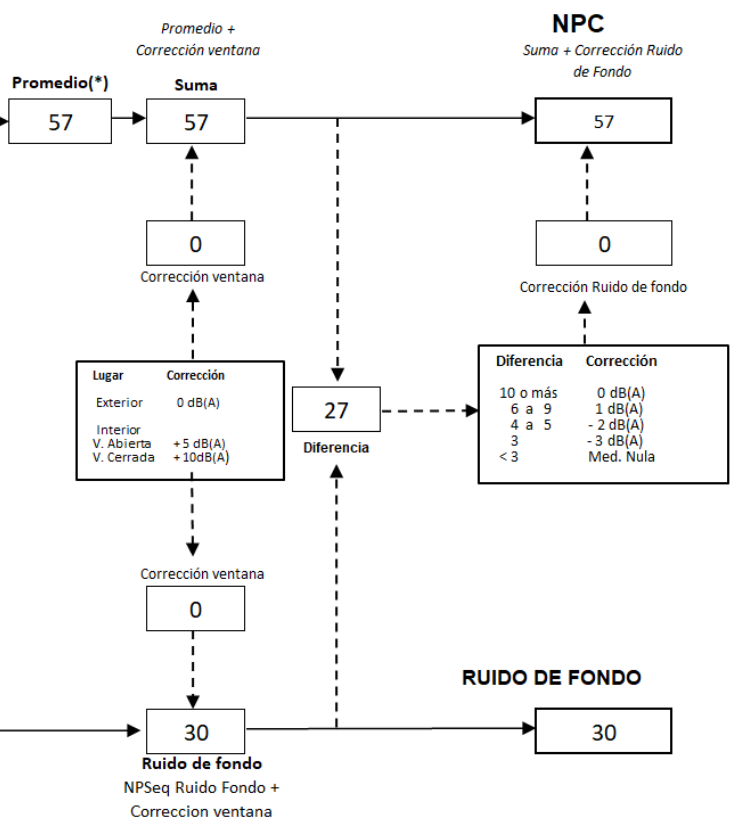 Promedio +
Corrección ventana
NPC
Suma + Corrección Ruido
de Fondo
Promedio(*)
Suma
57
57
57
0
0
Corrección ventana
Corrección Ruido de fondo
Lugar Corrección
Exterior 0 dB(A)
Interior
V. Abierta + 5 dB(A)
V. Cerrada + 10dB(A)
27
Diferencia
Diferencia Corrección
10 o más 0 dB(A)
6 a 9 1 dB(A)
4 a 5 - 2 dB(A)
3 - 3 dB(A)
< 3 Med. Nula
Corrección ventana
0
RUIDO DE FONDO
30
30
Ruido de fondo
NPSeq Ruido Fondo +
Correccion ventana